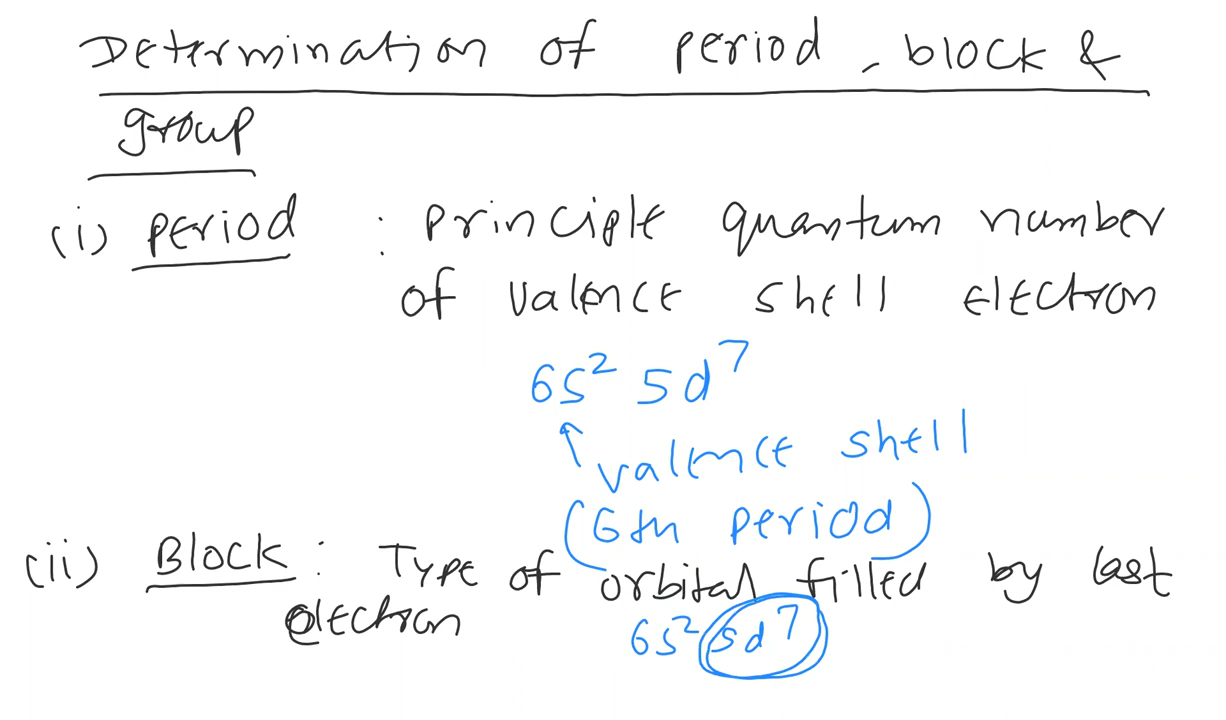 Determination of period, block &
group
(i) period : principle quantum number
of valence shell electron
6s² 5d⁷
valence shell
(6th period)
(ii) Block : Type of orbital filled by last
electron
6s² 5d⁷